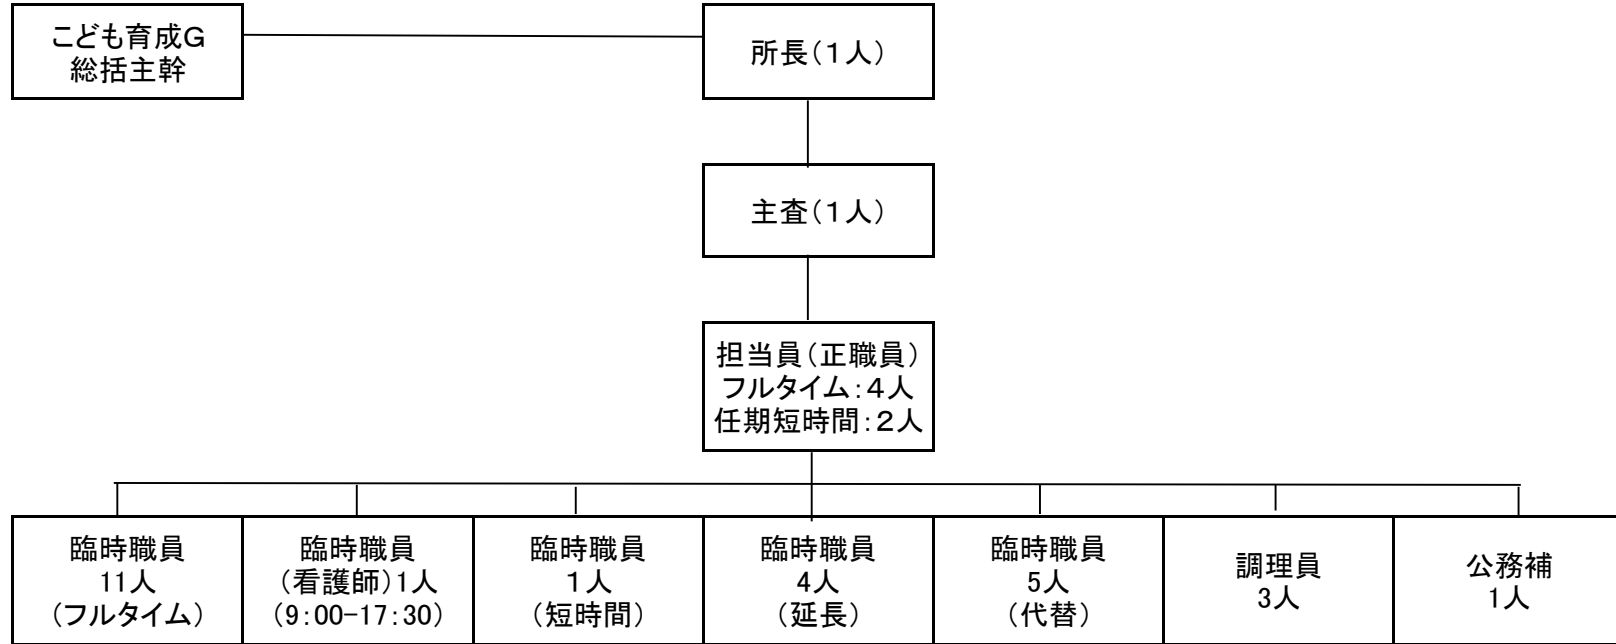 こども育成G
総括主幹
所長（１人）
主査（１人）
担当員（正職員）
フルタイム：４人
任期短時間：２人
臨時職員
11人
（フルタイム）
臨時職員
（看護師）1人
（9：00-17：30）
臨時職員
１人
（短時間）
臨時職員
4人
（延長）
臨時職員
5人
（代替）
調理員
3人
公務補
1人